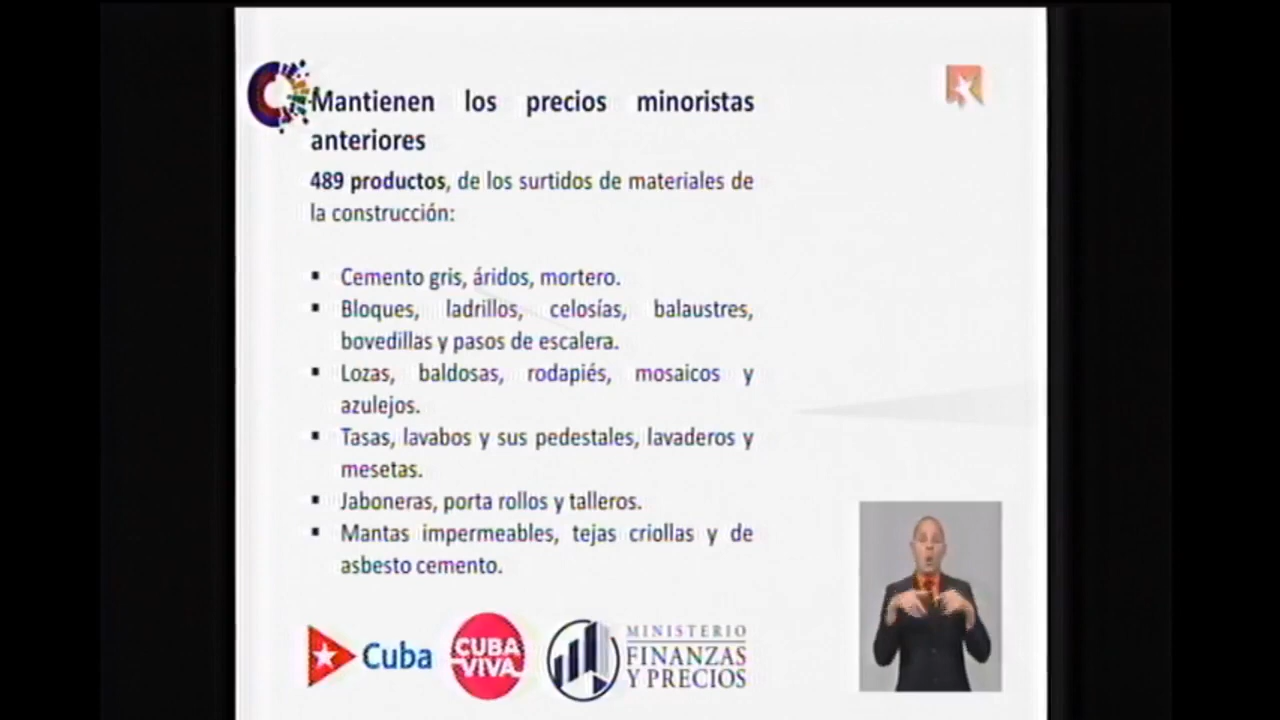 Mantienen los precios minoristas
anteriores
489 productos, de los surtidos de materiales de
la construcción:
▪ Cemento gris, áridos, mortero.
▪ Bloques, ladrillos, celosías, balaustres,
bovedillas y pasos de escalera.
▪ Lozas, baldosas, rodapiés, mosaicos y
azulejos.
▪ Tasas, lavabos y sus pedestales, lavaderos y
mesetas.
▪ Jaboneras, porta rollos y talleros.
▪ Mantas impermeables, tejas criollas y de
asbesto cemento.
Cuba
CUBA
VIVA
MINISTERIO
FINANZAS
Y PRECIOS